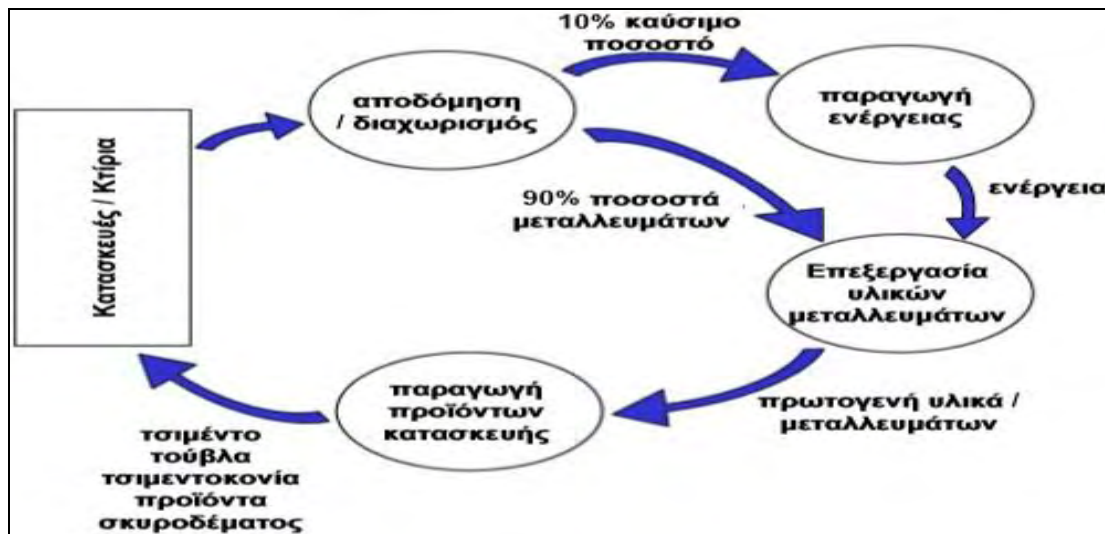 10% καύσιμο
ποσοστό
αποδόμηση
/ διαχωρισμός
παραγωγή
ενέργειας
Κατασκευές / Κτίρια
90% ποσοστά
μεταλλευμάτων
ενέργεια
Επεξεργασία
υλικών
μεταλλευμάτων
παραγωγή
προϊόντων
κατασκευής
πρωτογενή υλικά /
μεταλλευμάτων
τσιμέντο
τούβλα
τσιμεντοκονία
προϊόντα
σκυροδέματος